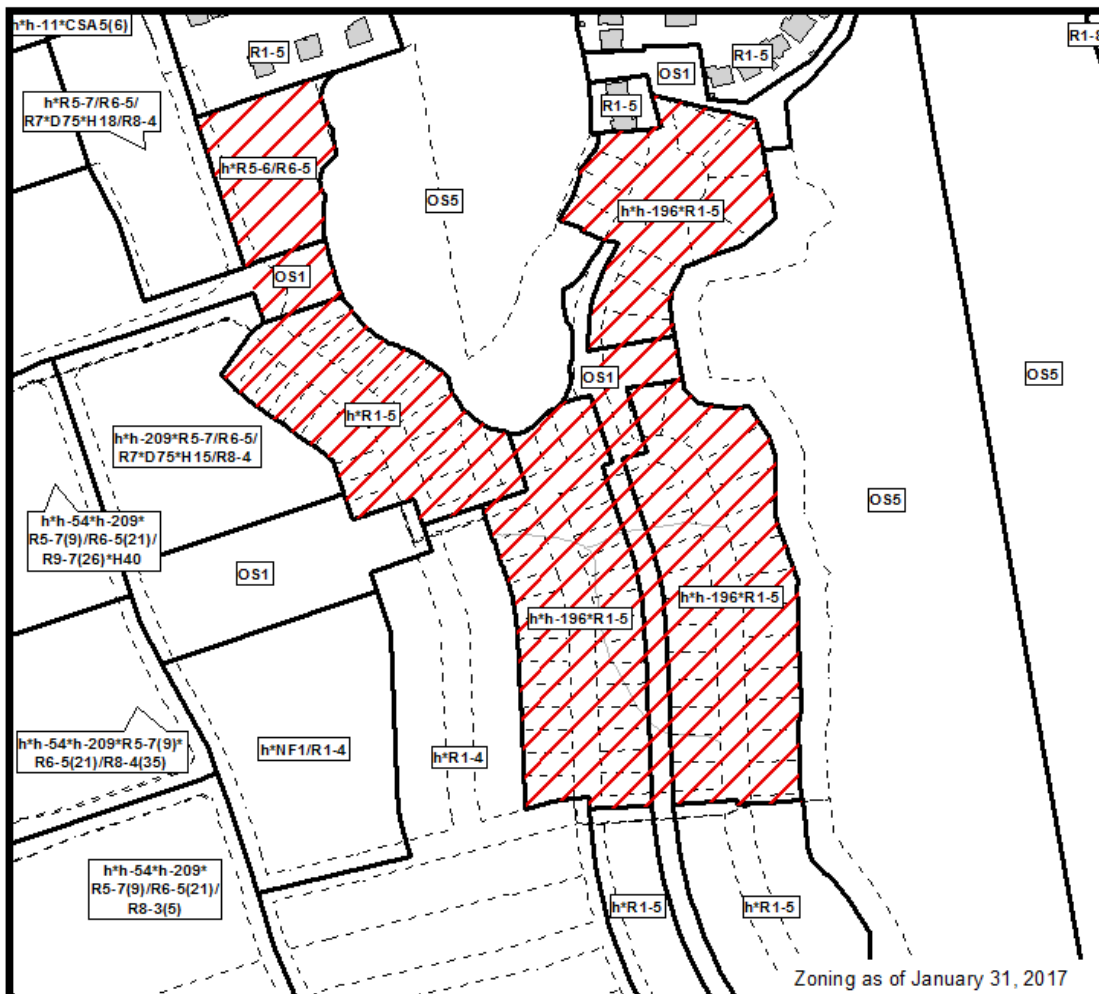 h*h-11*CSA5(6)
R1-5
R1-5
R1-8
OS1
h*R5-7/R6-5/
R7*D75*H18/R8-4
R1-5
h*R5-6/R6-5
OS5
h*h-196*R1-5
OS1
OS1
OS5
h*R1-5
h*h-209*R5-7/R6-5/
R7*D75*H15/R8-4
OS5
h*h-54*h-209*
R5-7(9)/R6-5(21)/
R9-7(26)*H40
OS1
h*h-196*R1-5
h*h-196*R1-5
h*h-54*h-209*R5-7(9)*
R6-5(21)/R8-4(35)
h*NF1/R1-4
h*R1-4
h*h-54*h-209*
R5-7(9)/R6-5(21)/
R8-3(5)
h*R1-5
h*R1-5
Zoning as of January 31, 2017